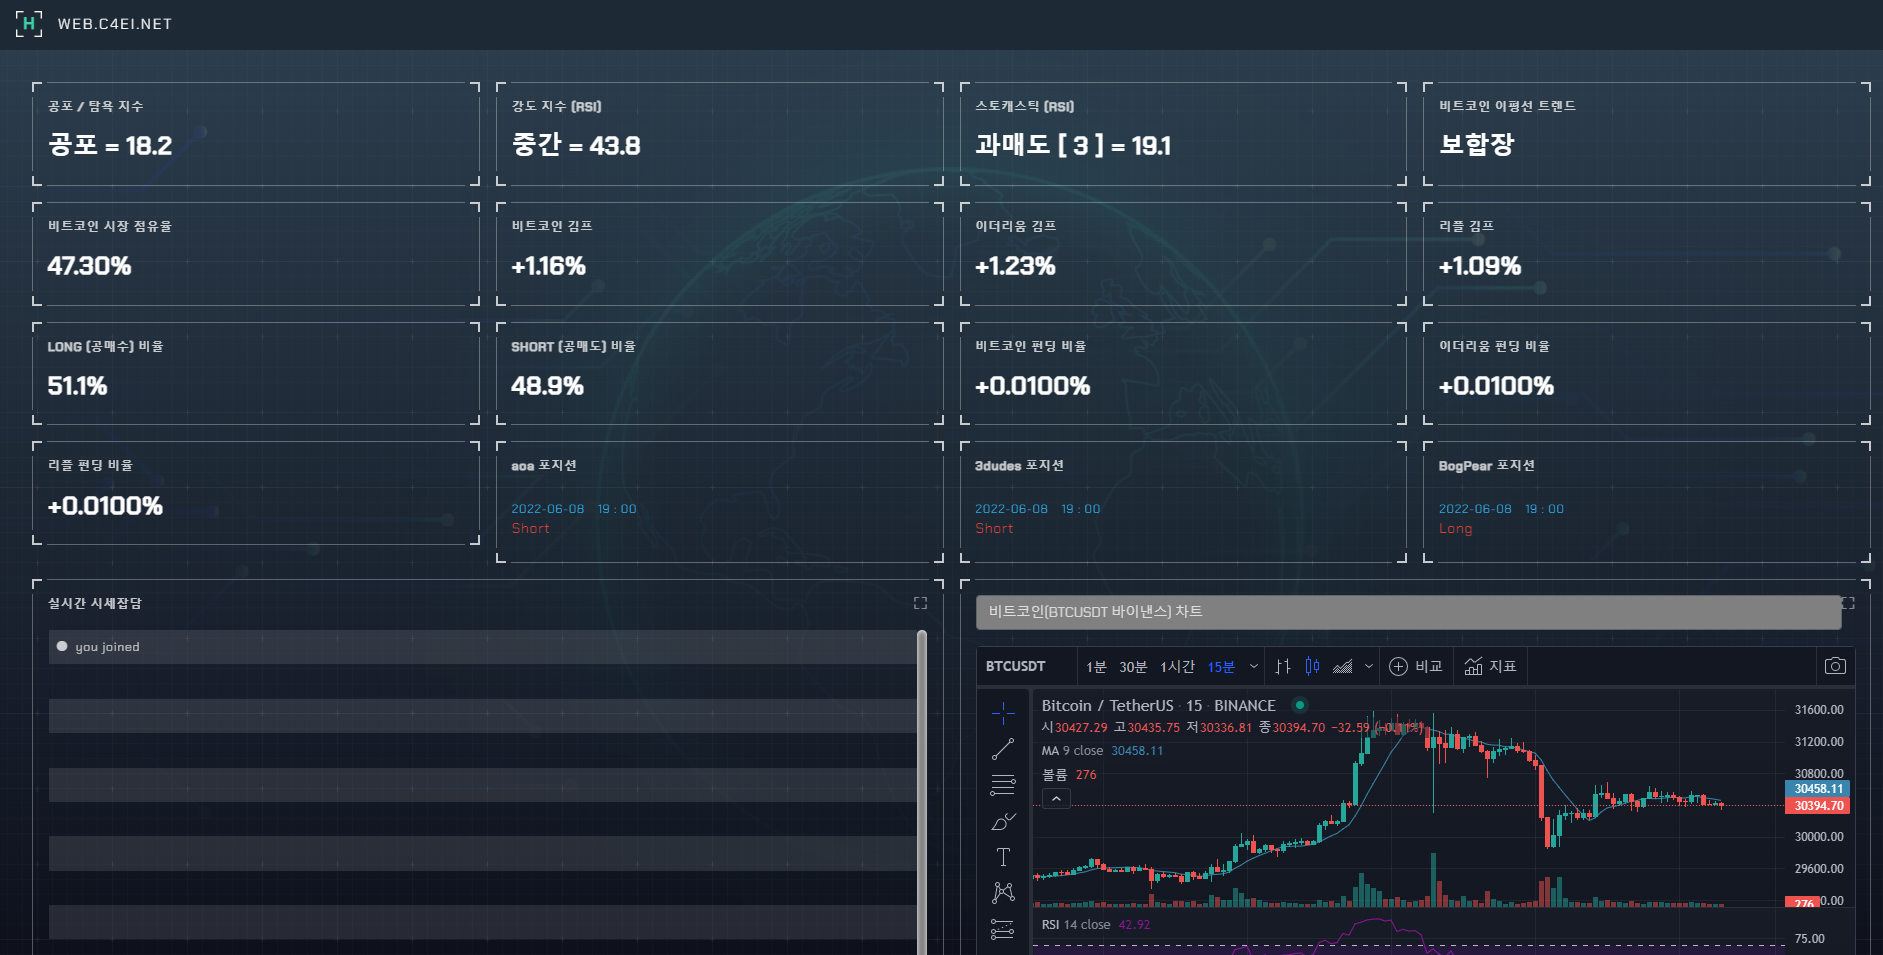 H WEB.C4EI.NET
공포 / 탐욕 지수
공포 = 18.2
강도 지수 (RSI)
중간 = 43.8
스토캐스틱 (RSI)
과매도 [ 3 ] = 19.1
비트코인 이평선 트렌드
보합장
비트코인 시장 점유율
47.30%
비트코인 김프
+1.16%
이더리움 김프
+1.23%
리플 김프
+1.09%
LONG (공매수) 비율
51.1%
SHORT (공매도) 비율
48.9%
비트코인 펀딩 비율
+0.0100%
이더리움 펀딩 비율
+0.0100%
리플 펀딩 비율
+0.0100%
aoa 포지션
2022-06-08 19 : 00
Short
3dudes 포지션
2022-06-08 19 : 00
Short
BogPear 포지션
2022-06-08 19 : 00
Long
실시간 시세잡담
you joined
비트코인(BTCUSDT 바이낸스) 차트
BTCUSDT 1분 30분 1시간 15분 비교 지표
Bitcoin / TetherUS · 15 · BINANCE
시30427.29 고30435.75 저30336.81 종30394.70 −32.59 (−0.11%)
MA 9 close 30458.11
볼륨 276
31600.00
31200.00
30800.00
30458.11
30394.70
30000.00
29600.00
276
RSI 14 close 42.92
75.00